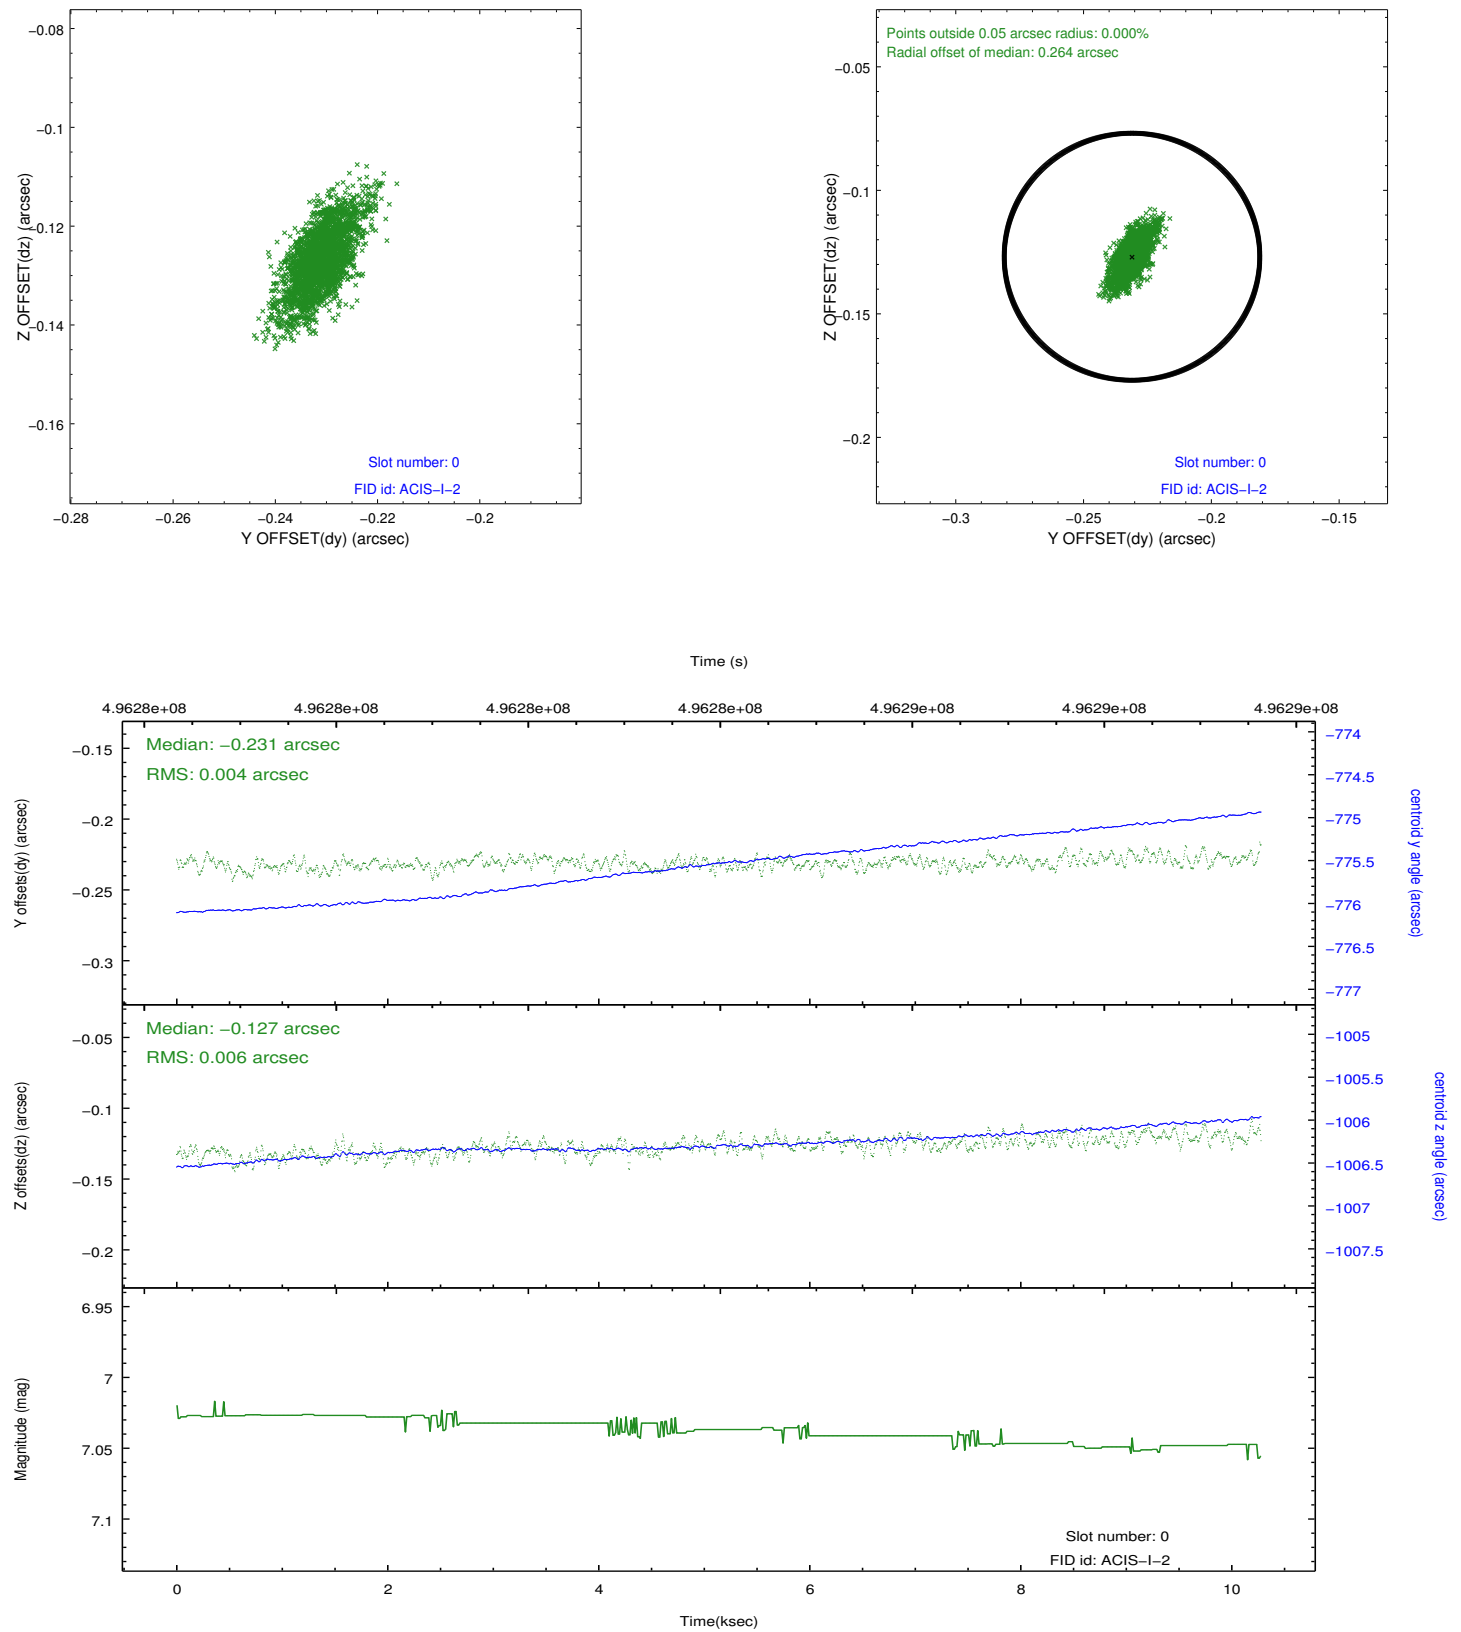 −0.08
−0.1
−0.12
−0.14
−0.16
Z OFFSET(dz) (arcsec)
Slot number: 0
FID id: ACIS−I−2
−0.28
−0.26
−0.24
−0.22
−0.2
Y OFFSET(dy) (arcsec)
Points outside 0.05 arcsec radius: 0.000%
Radial offset of median: 0.264 arcsec
−0.05
−0.1
−0.15
−0.2
Z OFFSET(dz) (arcsec)
Slot number: 0
FID id: ACIS−I−2
−0.3
−0.25
−0.2
−0.15
Y OFFSET(dy) (arcsec)
Time (s)
4.9628e+08
4.9628e+08
4.9628e+08
4.9628e+08
4.9629e+08
4.9629e+08
4.9629e+08
Median: −0.231 arcsec
RMS: 0.004 arcsec
−0.15
−0.2
−0.25
−0.3
Y offsets(dy) (arcsec)
−774
−774.5
−775
−775.5
−776
−776.5
−777
centroid y angle (arcsec)
Median: −0.127 arcsec
RMS: 0.006 arcsec
−0.05
−0.1
−0.15
−0.2
Z offsets(dz) (arcsec)
−1005
−1005.5
−1006
−1006.5
−1007
−1007.5
centroid z angle (arcsec)
6.95
7
7.05
7.1
Magnitude (mag)
Slot number: 0
FID id: ACIS−I−2
0
2
4
6
8
10
Time(ksec)